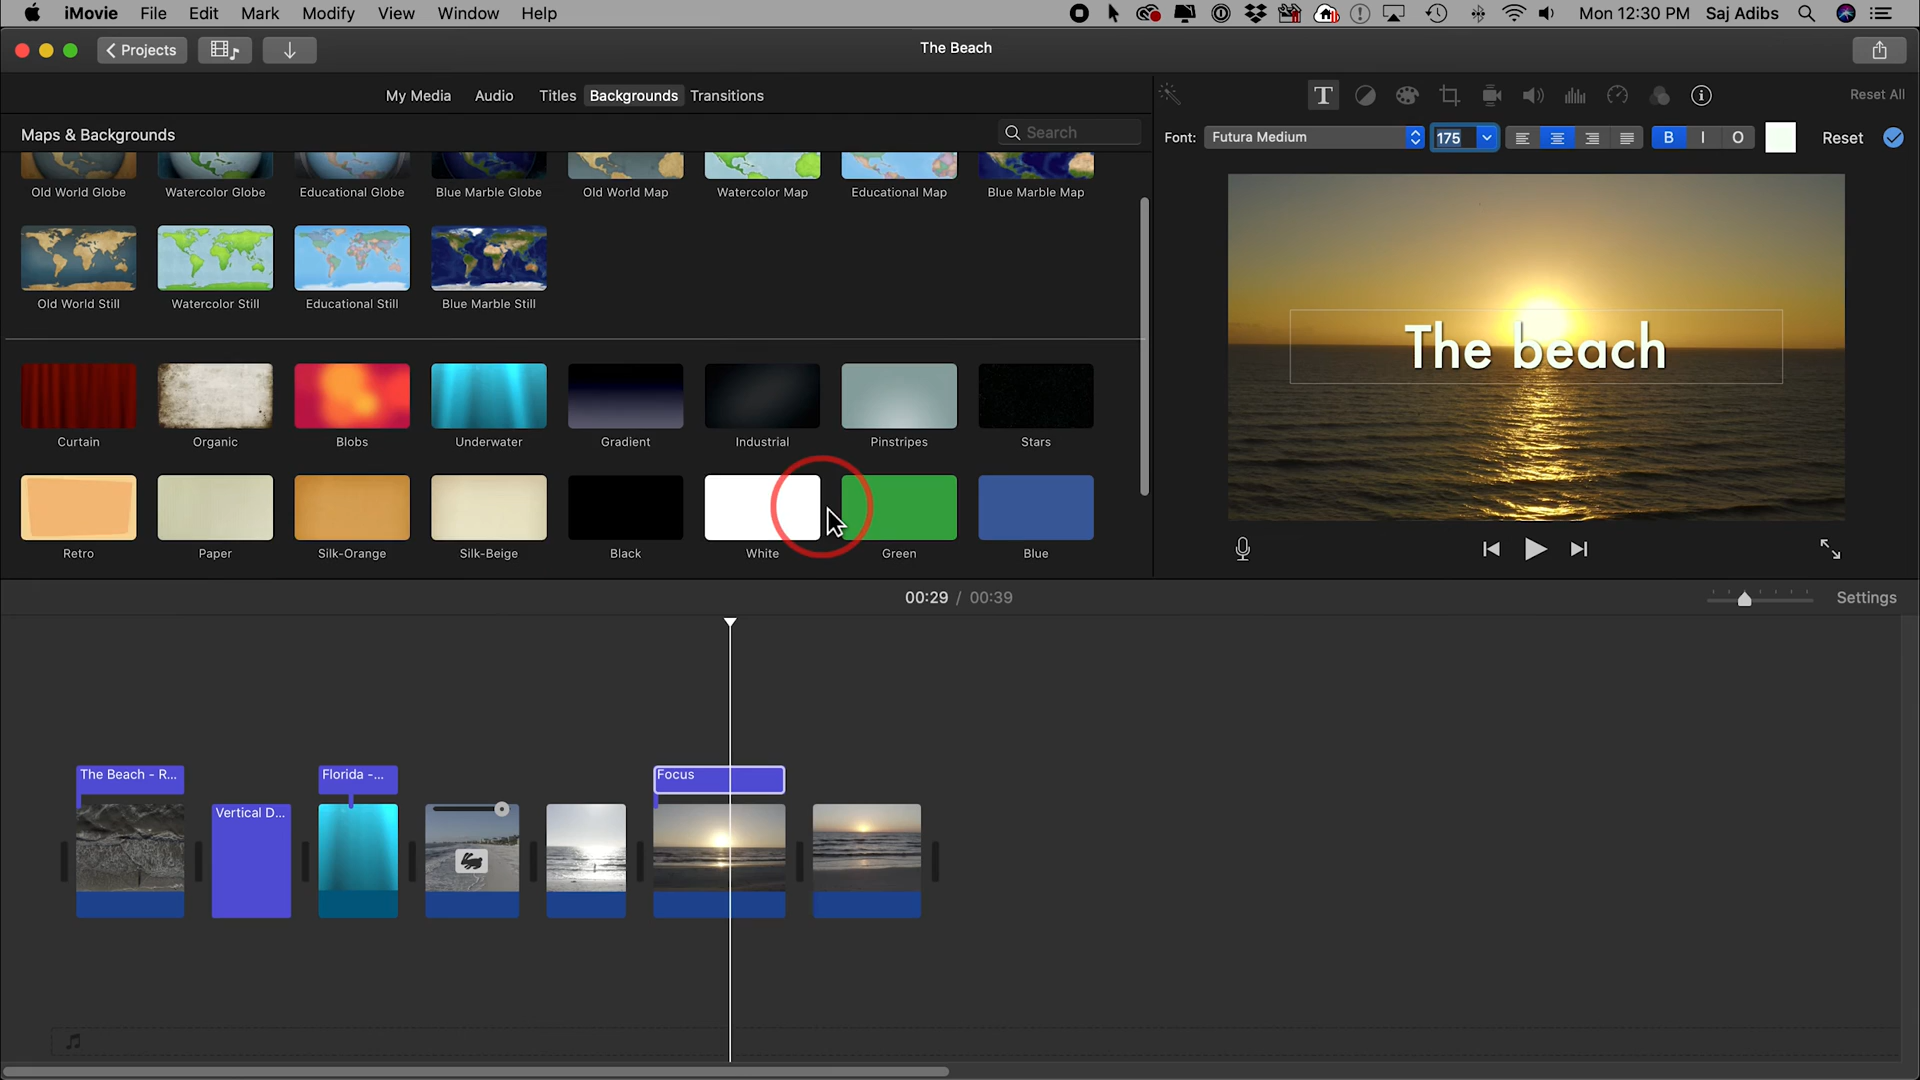 iMovie File Edit Mark Modify View Window Help Mon 12:30 PM Saj Adibs
Projects The Beach
My Media Audio Titles Backgrounds Transitions Reset All
Maps & Backgrounds Search Font: Futura Medium 175 B I O Reset
Old World Globe Watercolor Globe Educational Globe Blue Marble Globe Old World Map Watercolor Map Educational Map Blue Marble Map
Old World Still Watercolor Still Educational Still Blue Marble Still
The beach
Curtain Organic Blobs Underwater Gradient Industrial Pinstripes Stars
Retro Paper Silk-Orange Silk-Beige Black White Green Blue
00:29 / 00:39 Settings
The Beach - R... Florida -... Focus
Vertical D...